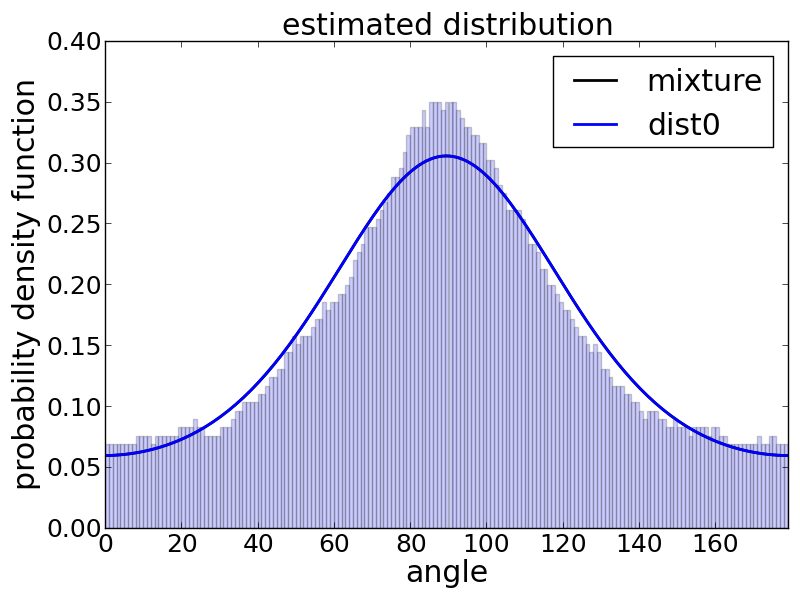 estimated distribution
0.40
0.35
0.30
0.25
0.20
0.15
0.10
0.05
0.00
probability density function
mixture
dist0
0 20 40 60 80 100 120 140 160
angle